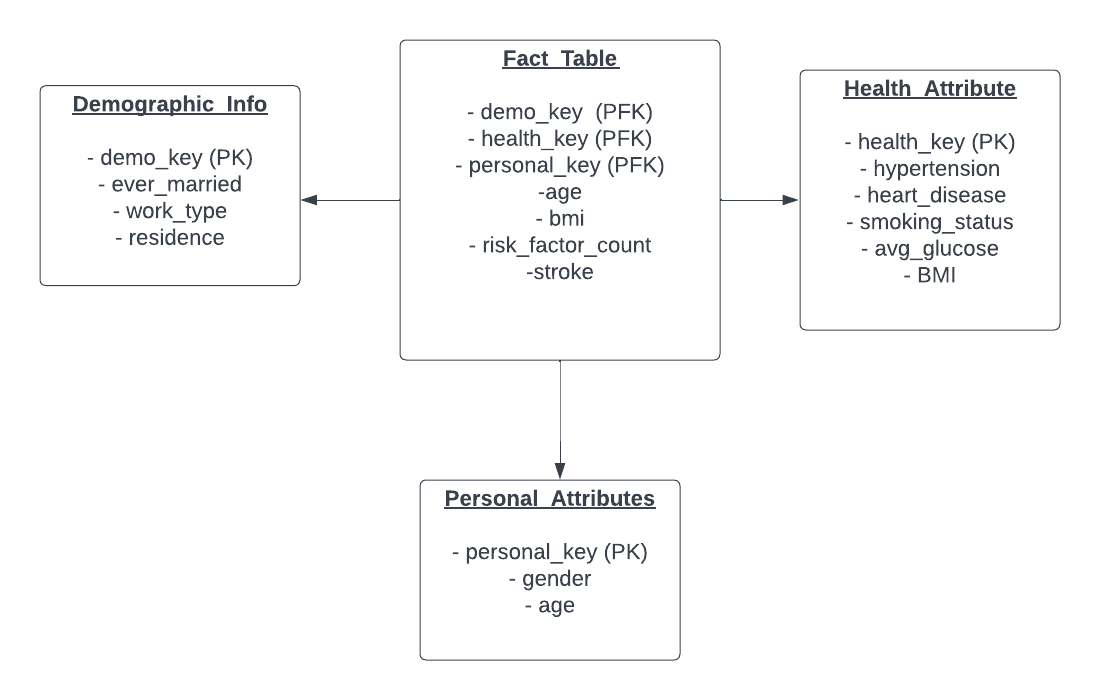 Fact_Table
- demo_key (PFK)
- health_key (PFK)
- personal_key (PFK)
-age
- bmi
- risk_factor_count
-stroke
Demographic_Info
- demo_key (PK)
- ever_married
- work_type
- residence
Health_Attribute
- health_key (PK)
- hypertension
- heart_disease
- smoking_status
- avg_glucose
- BMI
Personal_Attributes
- personal_key (PK)
- gender
- age